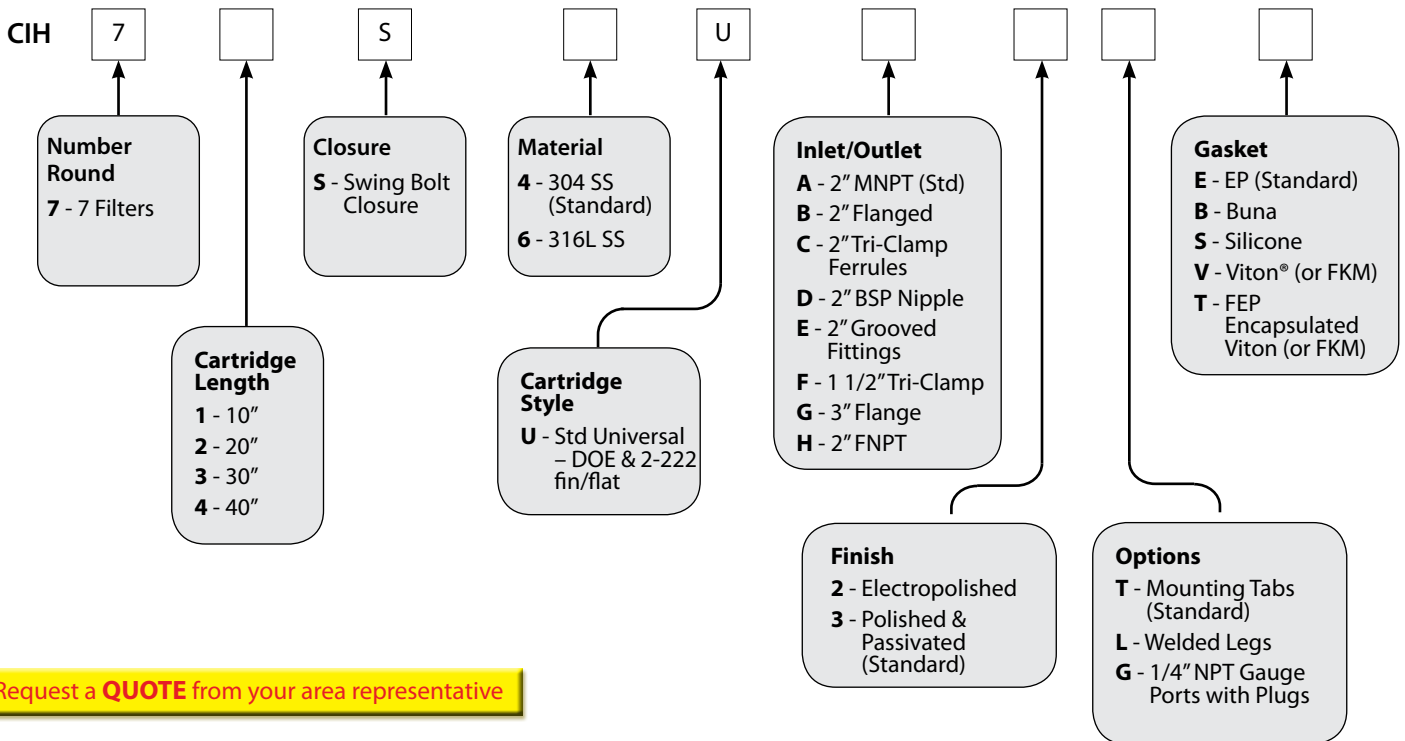 CIH 7 S U
Number
Round
7 - 7 Filters
Closure
S - Swing Bolt
Closure
Material
4 - 304 SS
(Standard)
6 - 316L SS
Inlet/Outlet
A - 2″ MNPT (Std)
B - 2″ Flanged
C - 2″ Tri-Clamp
Ferrules
D - 2″ BSP Nipple
E - 2″ Grooved
Fittings
F - 1 1/2″ Tri-Clamp
G - 3″ Flange
H - 2″ FNPT
Gasket
E - EP (Standard)
B - Buna
S - Silicone
V - Viton® (or FKM)
T - FEP
Encapsulated
Viton (or FKM)
Cartridge
Length
1 - 10″
2 - 20″
3 - 30″
4 - 40″
Cartridge
Style
U - Std Universal
– DOE & 2-222
fin/flat
Finish
2 - Electropolished
3 - Polished &
Passivated
(Standard)
Options
T - Mounting Tabs
(Standard)
L - Welded Legs
G - 1/4″ NPT Gauge
Ports with Plugs
Request a QUOTE from your area representative